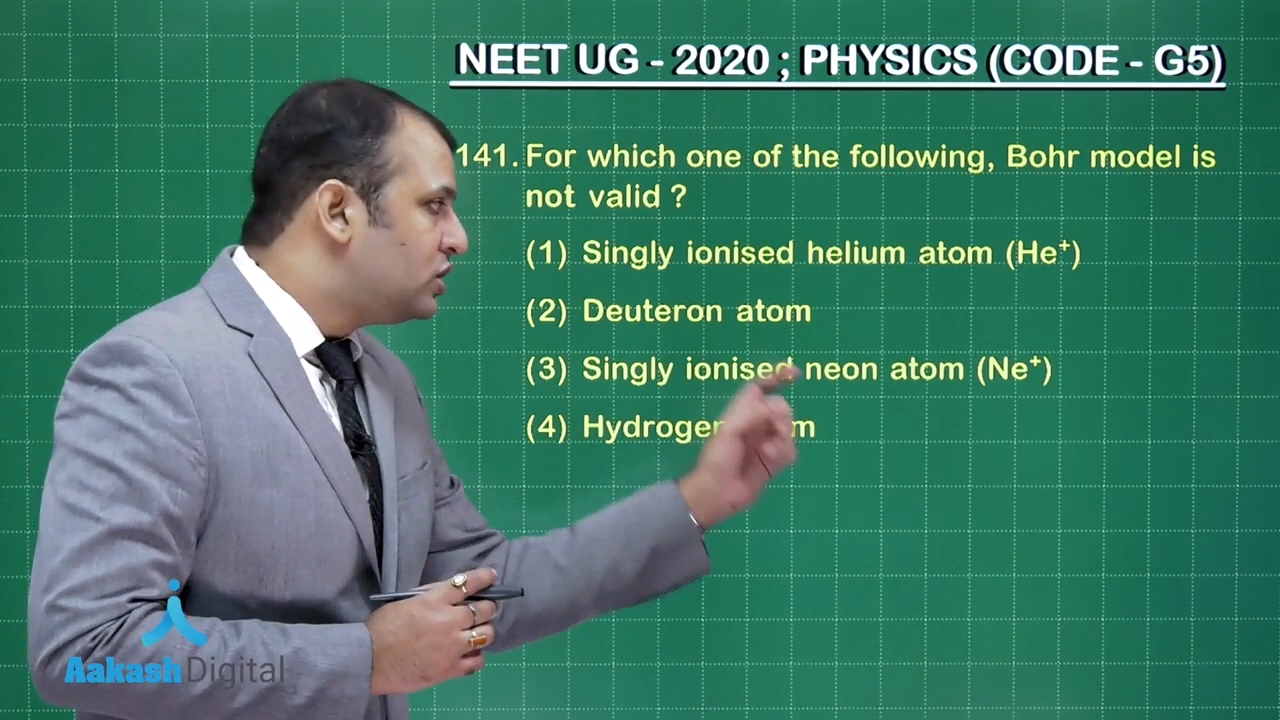 NEET UG - 2020 ; PHYSICS (CODE - G5)
141. For which one of the following, Bohr model is
not valid ?
(1) Singly ionised helium atom (He⁺)
(2) Deuteron atom
(3) Singly ionised neon atom (Ne⁺)
(4)
Aakash Digital